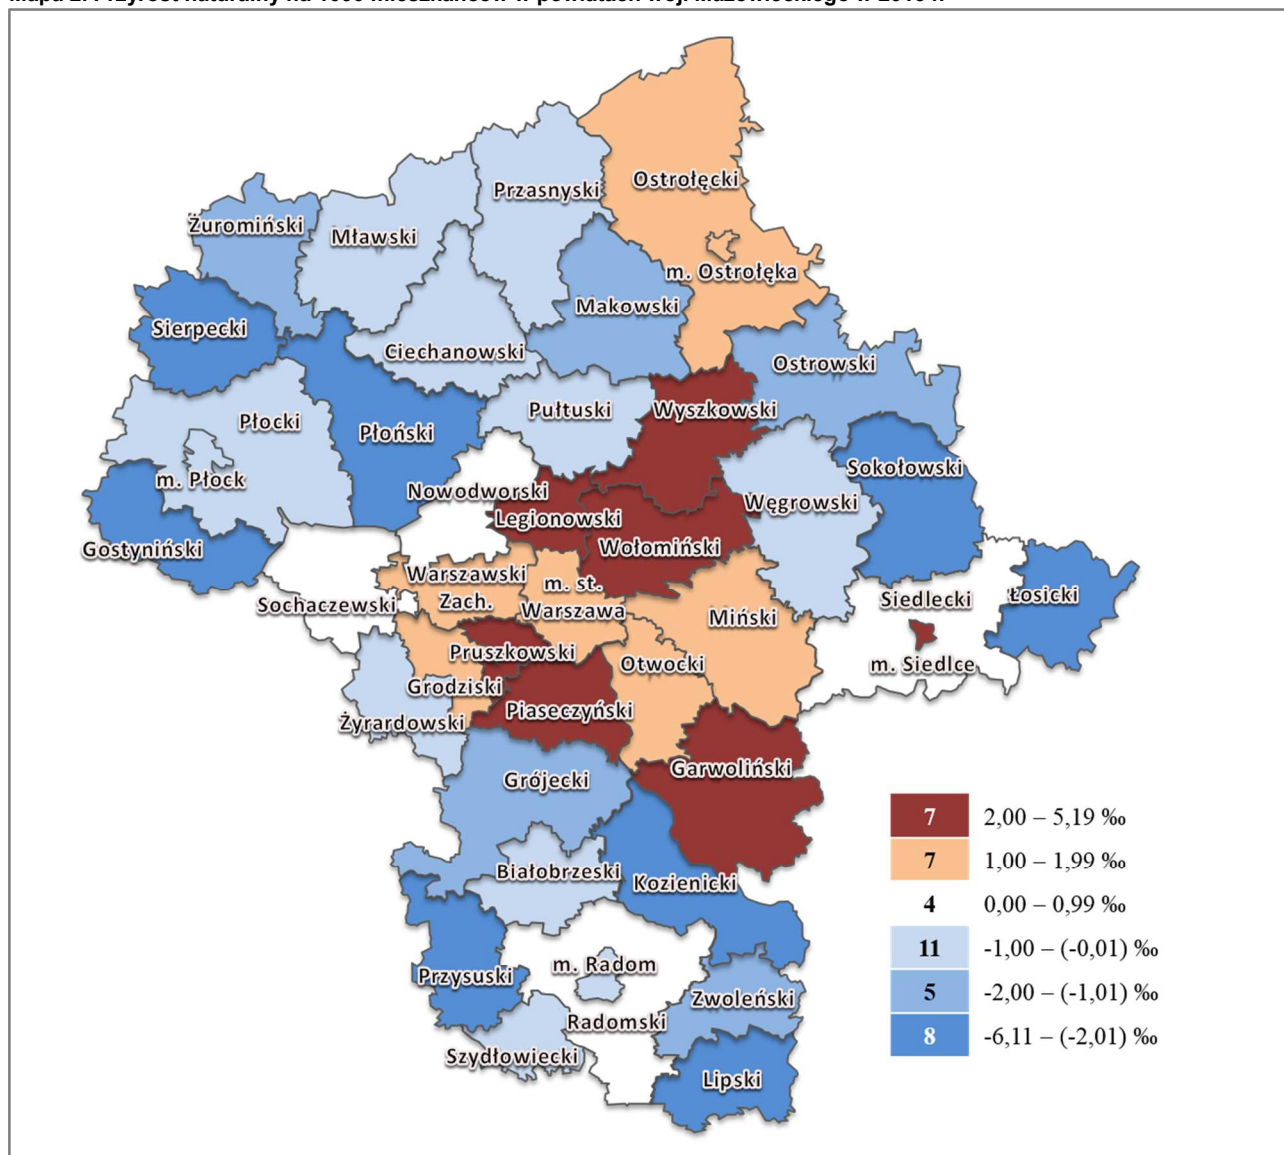 Ostrołęcki
Przasnyski
Żuromiński
Mławski
m. Ostrołęka
Makowski
Sierpecki
Ciechanowski
Ostrowski
Pułtuski
Wyszkowski
Płocki
Płoński
Sokołowski
m. Płock
Nowodworski
Węgrowski
Legionowski
Wołomiński
Gostyniński
Warszawski
Zach.
m. st.
Warszawa
Sochaczewski
Siedlecki
Łosicki
Miński
Pruszkowski
Otwocki
m. Siedlce
Grodziski
Piaseczyński
Żyrardowski
Garwoliński
Grójecki
Białobrzeski
Kozienicki
m. Radom
Przysuski
Zwoleński
Radomski
Szydłowiecki
Lipski
7 2,00 – 5,19 ‰
7 1,00 – 1,99 ‰
4 0,00 – 0,99 ‰
11 -1,00 – (-0,01) ‰
5 -2,00 – (-1,01) ‰
8 -6,11 – (-2,01) ‰